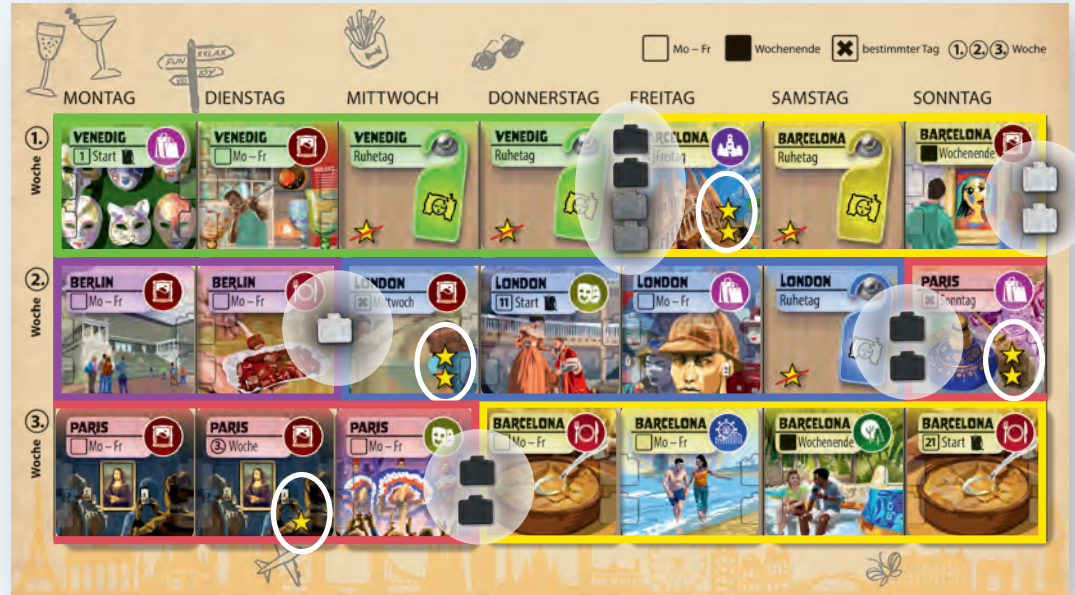 FUN
RELAX
JOY
Mo – Fr
Wochenende
bestimmter Tag
1. 2. 3. Woche
MONTAG
DIENSTAG
MITTWOCH
DONNERSTAG
FREITAG
SAMSTAG
SONNTAG
1.
Woche
VENEDIG
1 Start
VENEDIG
Mo – Fr
VENEDIG
Ruhetag
VENEDIG
Ruhetag
BARCELONA
Freitag
BARCELONA
Ruhetag
BARCELONA
Wochenende
2.
Woche
BERLIN
Mo – Fr
BERLIN
Mo – Fr
LONDON
Mittwoch
LONDON
11 Start
LONDON
Mo – Fr
LONDON
Ruhetag
PARIS
Sonntag
3.
Woche
PARIS
Mo – Fr
PARIS
3. Woche
PARIS
Mo – Fr
BARCELONA
Mo – Fr
BARCELONA
Mo – Fr
BARCELONA
Wochenende
BARCELONA
21 Start